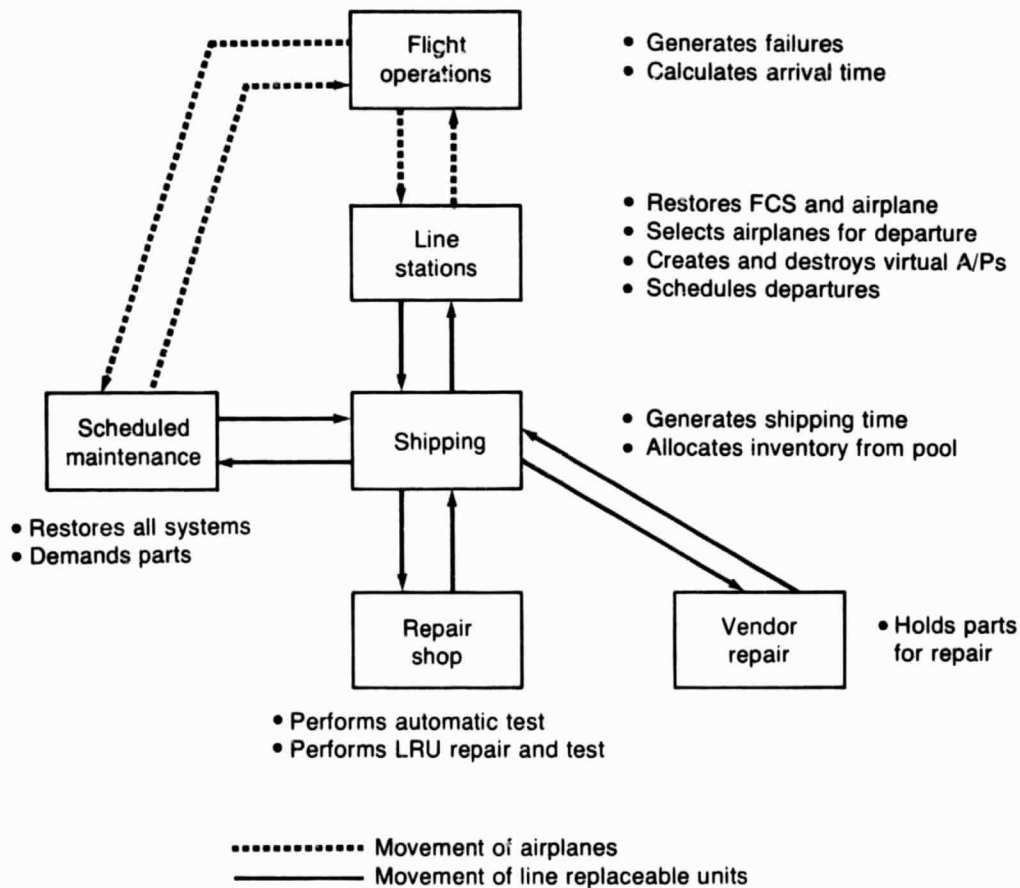 Flight
operations
• Generates failures
• Calculates arrival time
Line
stations
• Restores FCS and airplane
• Selects airplanes for departure
• Creates and destroys virtual A/Ps
• Schedules departures
Scheduled
maintenance
Shipping
• Generates shipping time
• Allocates inventory from pool
• Restores all systems
• Demands parts
Repair
shop
Vendor
repair
• Holds parts
for repair
• Performs automatic test
• Performs LRU repair and test
Movement of airplanes
Movement of line replaceable units